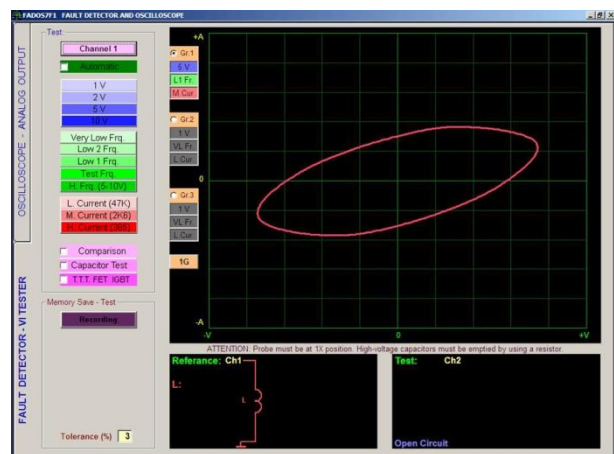 FADOS7F1 FAULT DETECTOR AND OSCILLOSCOPE
OSCILLOSCOPE - ANALOG OUTPUT
FAULT DETECTOR - VI TESTER
Test
Channel 1
Automatic
1 V
2 V
5 V
10 V
Very Low Frq.
Low 2 Frq.
Low 1 Frq.
Test Frq.
H. Frq. (5-10V)
L. Current (47K)
M. Current (2K6)
H. Current (385)
Comparison
Capacitor Test
T.T.T. FET IGBT
Memory Save - Test
Recording
Tolerance (%) 3
Gr.1
5 V
L1 Fr.
M Cur.
Gr.2
1 V
VL Fr.
L Cur.
Gr.3
1 V
VL Fr.
L Cur.
1G
+A
0
-A
-V 0 +V
ATTENTION: Probe must be at 1X position. High-voltage capacitors must be emptied by using a resistor.
Referance: Ch1
L:
L
Test: Ch2
Open Circuit